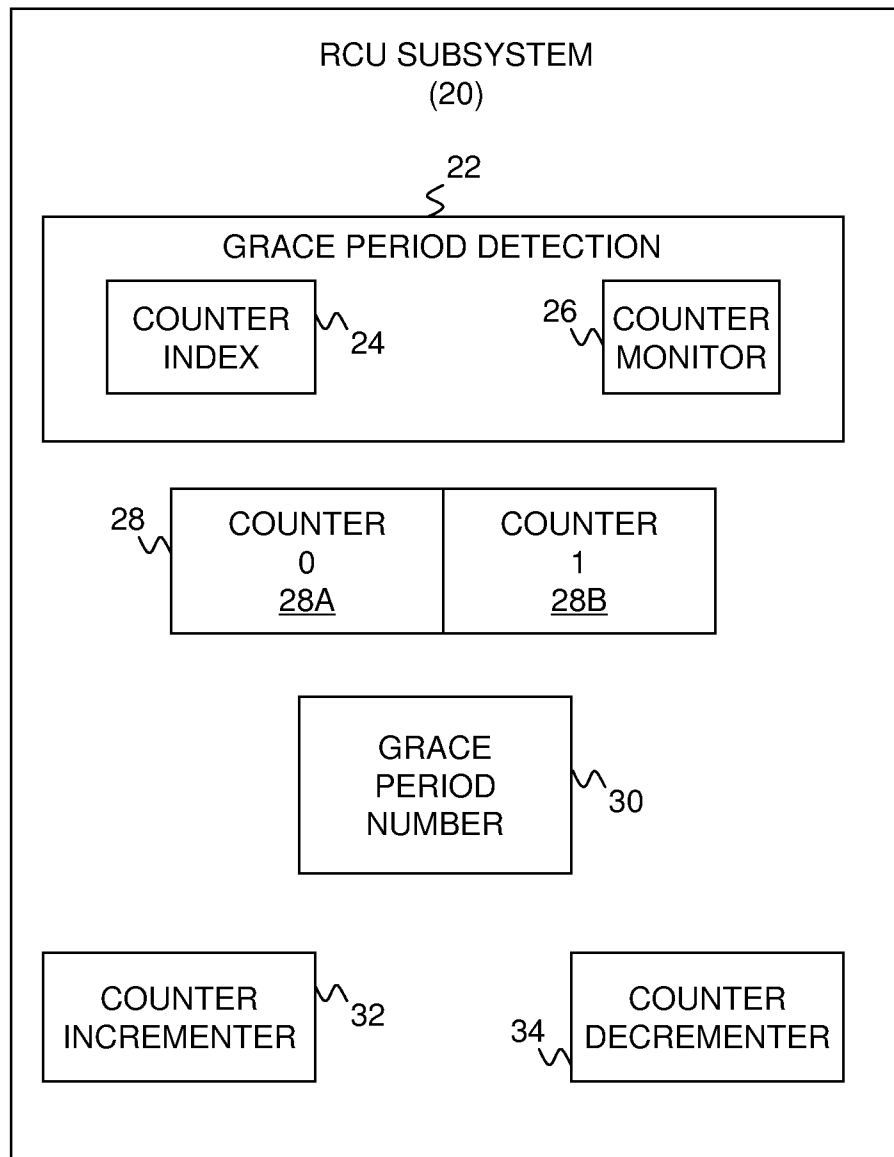 RCU SUBSYSTEM
(20)
22
GRACE PERIOD DETECTION
COUNTER
INDEX
24
26
COUNTER
MONITOR
28
COUNTER
0
28A
COUNTER
1
28B
GRACE
PERIOD
NUMBER
30
COUNTER
INCREMENTER
32
34
COUNTER
DECREMENTER